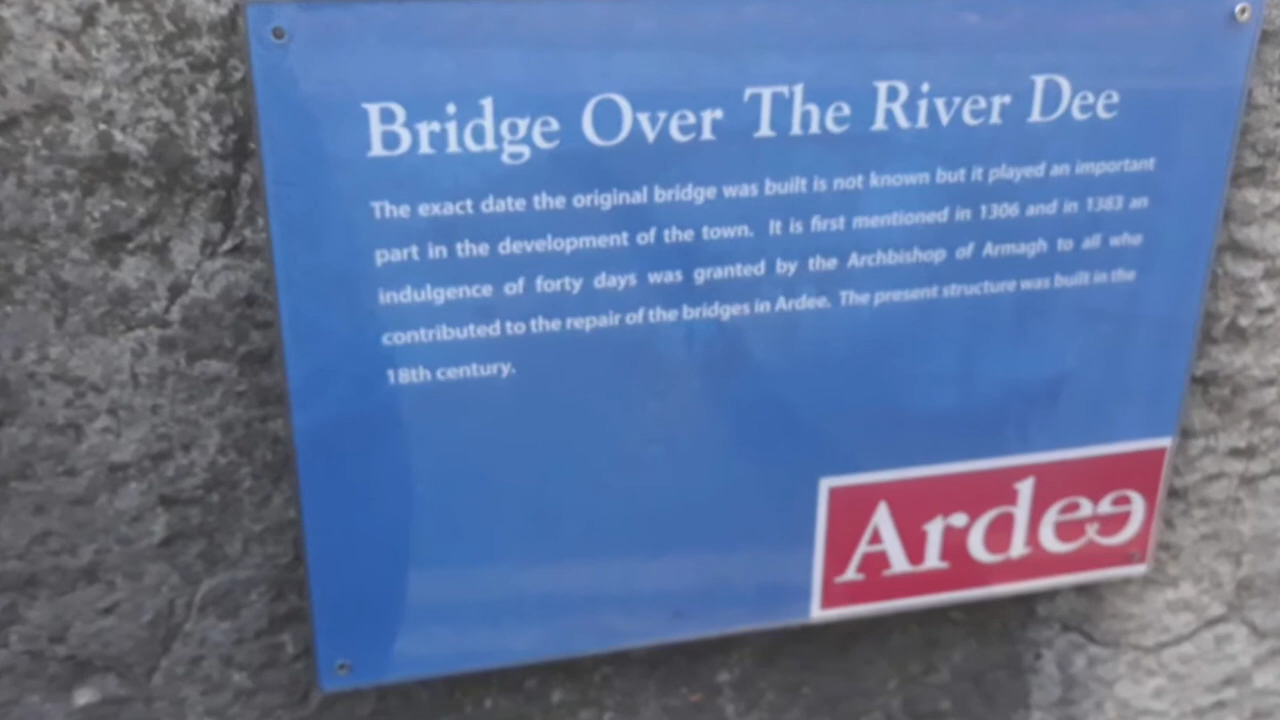 Bridge Over The River Dee
The exact date the original bridge was built is not known but it played an important
part in the development of the town. It is first mentioned in 1306 and in 1383 an
indulgence of forty days was granted by the Archbishop of Armagh to all who
contributed to the repair of the bridges in Ardee. The present structure was built in the
18th century.
Ardee